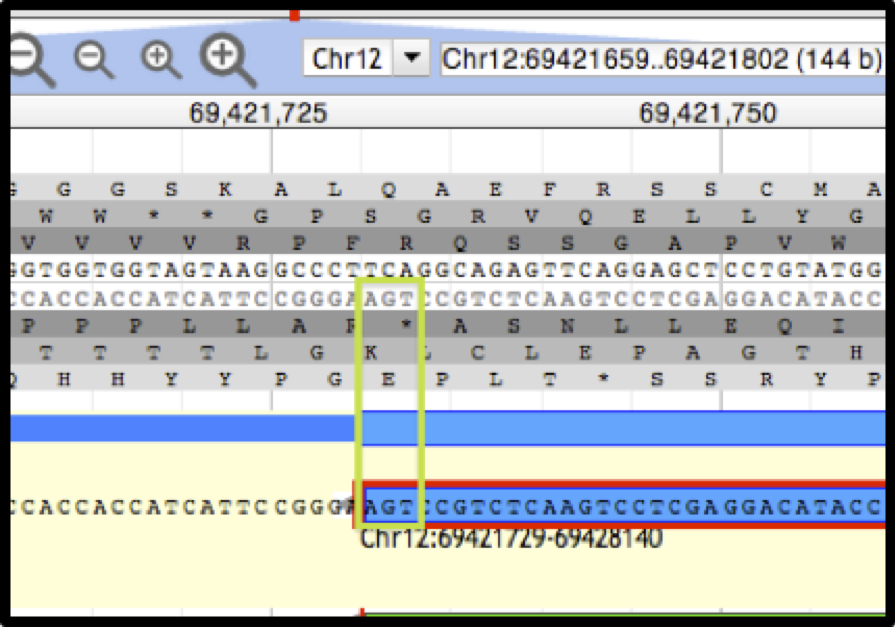 Chr12 Chr12:69421659..69421802 (144 b)
69,421,725 69,421,750
G G G S K A L Q A E F R S S C M A
W W * * G P S G R V Q E L L Y G
V V V V R P F R Q S S G A P V W
GGTGGTGGTAGTAAGGCCCTTCAGGCAGAGTTCAGGAGCTCCTGTATGG
CCACCACCATCATTCCGGGAAGTCCGTCTCAAGTCCTCGAGGACATACC
P P P L L A R * A S N L L E Q I
T T T T L G K L C L E P A G T H
Q H H Y Y P G E P L T * S S R Y P
CCACCACCATCATTCCGGGAAGTCCGTCTCAAGTCCTCGAGGACATACC
Chr12:69421729-69428140